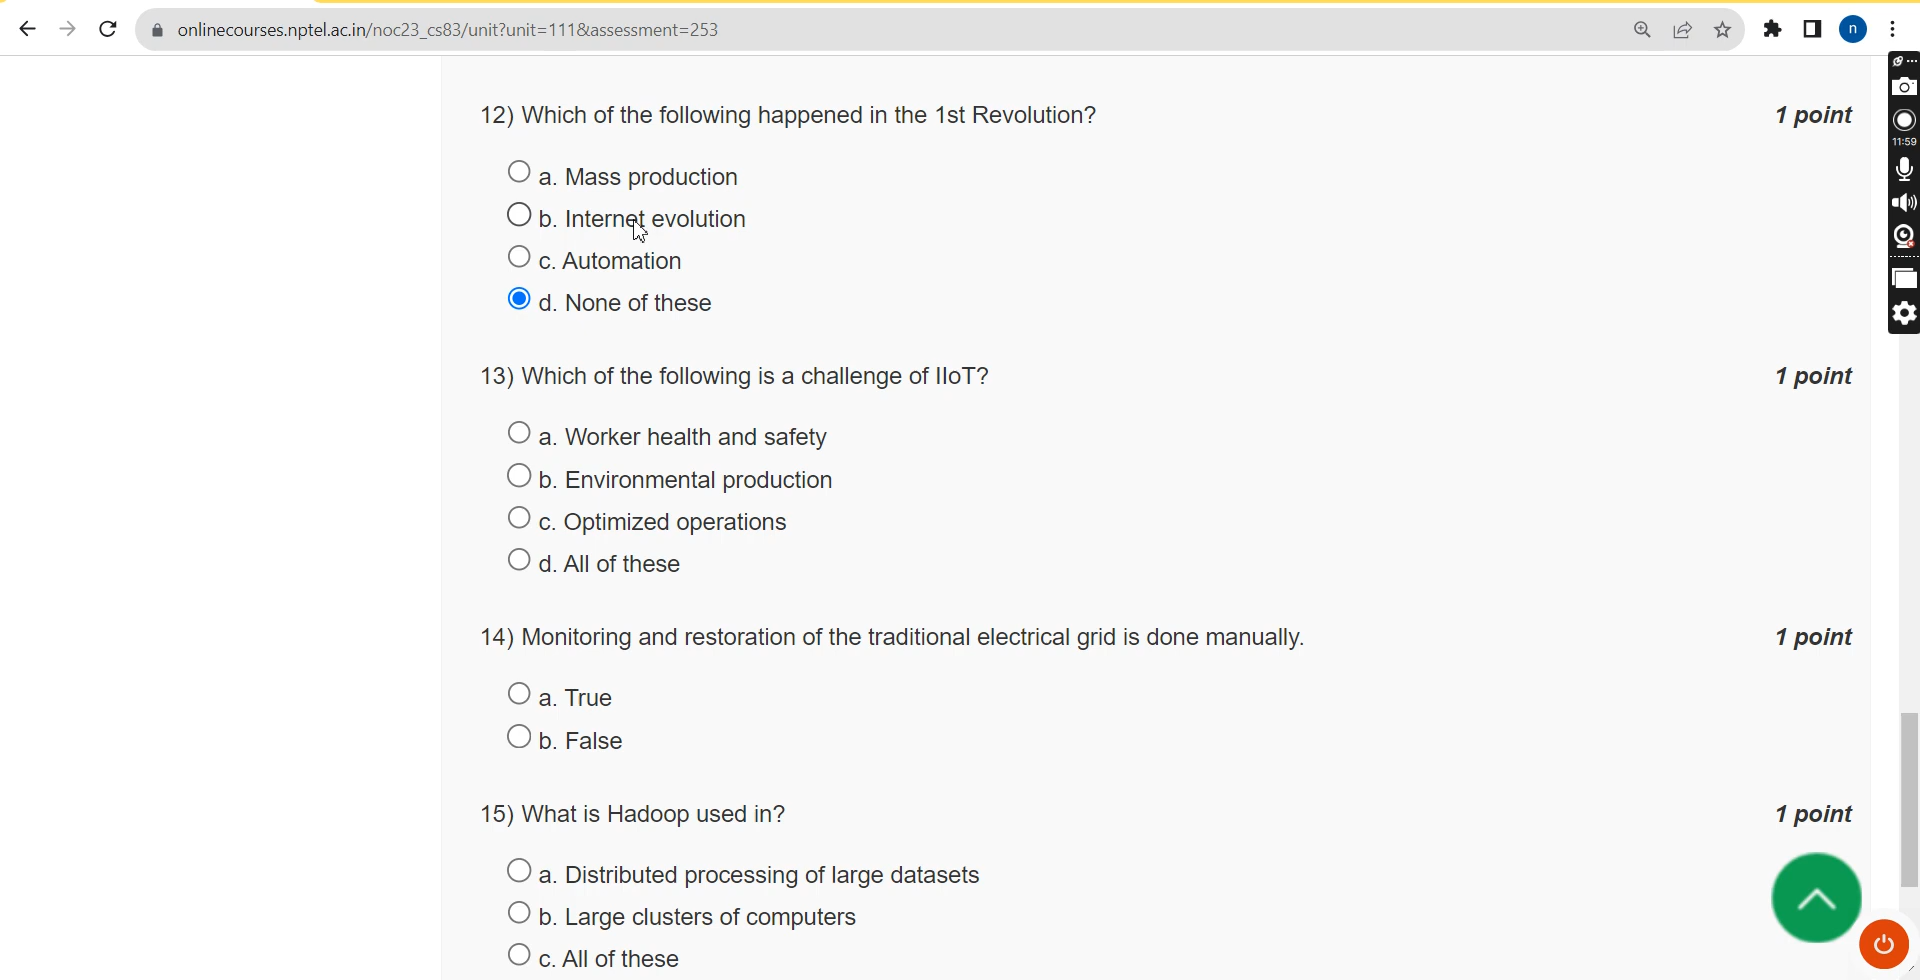 onlinecourses.nptel.ac.in/noc23_cs83/unit?unit=111&assessment=253
n
12) Which of the following happened in the 1st Revolution? 1 point
a. Mass production
b. Internet evolution
c. Automation
d. None of these
11:59
13) Which of the following is a challenge of IIoT? 1 point
a. Worker health and safety
b. Environmental production
c. Optimized operations
d. All of these
14) Monitoring and restoration of the traditional electrical grid is done manually. 1 point
a. True
b. False
15) What is Hadoop used in? 1 point
a. Distributed processing of large datasets
b. Large clusters of computers
c. All of these